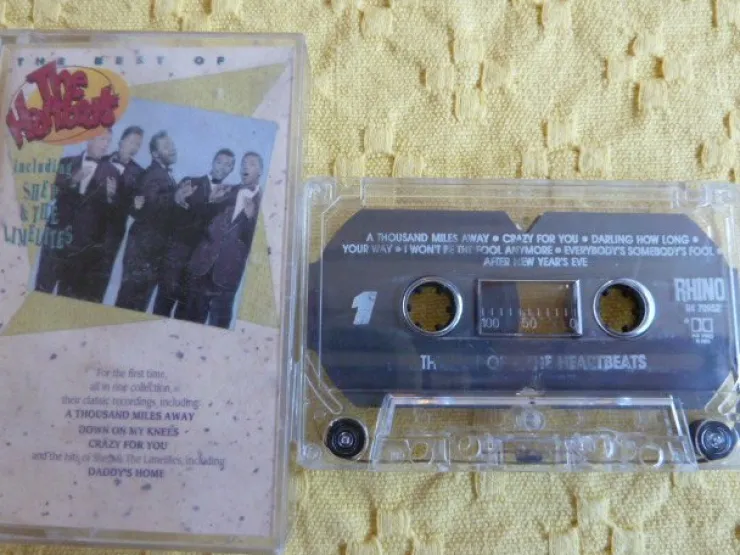 THE BEST OF
The Heartbeats
including
SHEP
& THE
LIMELITES
For the first time,
all in one collection,
their classic recordings, including:
A THOUSAND MILES AWAY
DOWN ON MY KNEES
CRAZY FOR YOU
and the hits of Shep & The Limelites, including
DADDY'S HOME
A THOUSAND MILES AWAY • CRAZY FOR YOU • DARLING HOW LONG •
YOUR WAY • I WON'T BE THE FOOL ANYMORE • EVERYBODY'S SOMEBODY'S FOOL •
AFTER NEW YEAR'S EVE
1
RHINO
100 50 0
TH OF THE HEARTBEATS